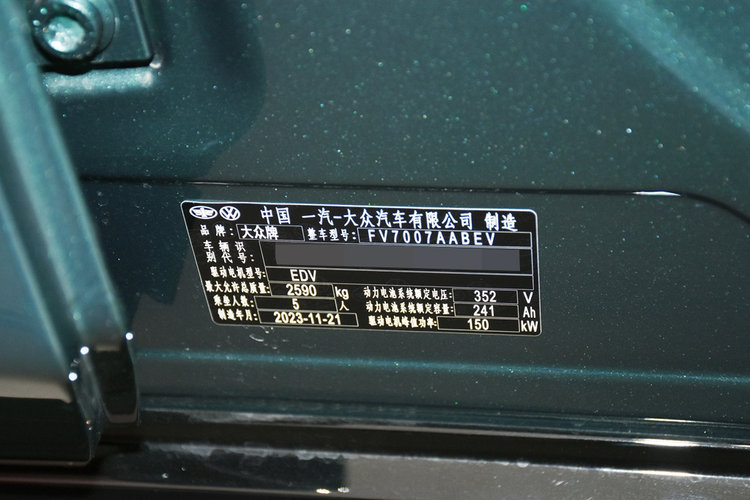 中国 一汽-大众汽车有限公司 制造
品牌: 大众牌 整车型号: FV7007AABEV
车辆识
别代号:
驱动电机型号: EDV
最大允许总质量: 2590 kg 动力电池系统额定电压: 352 V
乘坐人数: 5 人 动力电池系统额定容量: 241 Ah
制造年月: 2023-11-21 驱动电机峰值功率: 150 kW